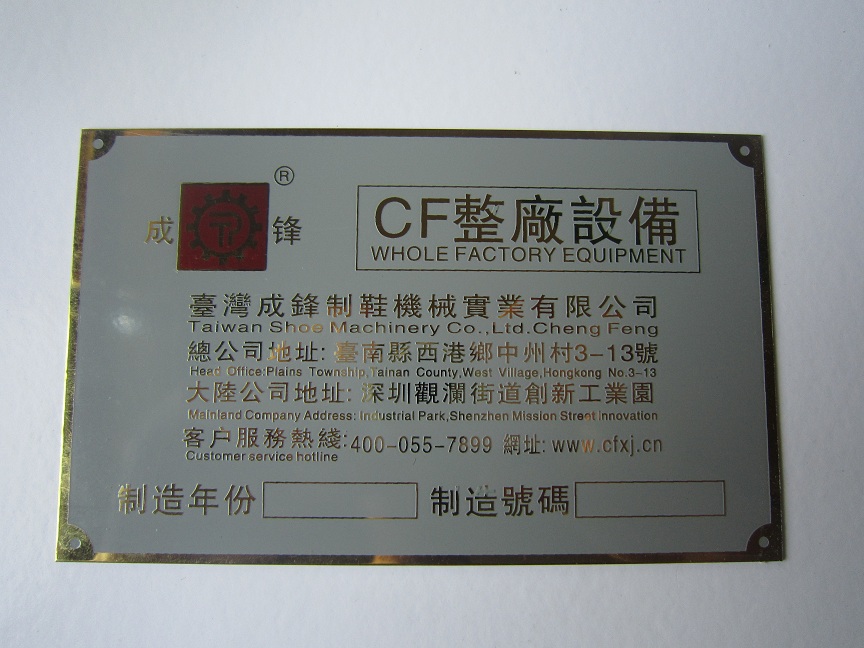 ®
成 锋
CF整廠設備
WHOLE FACTORY EQUIPMENT
臺灣成鋒制鞋機械實業有限公司
Taiwan Shoe Machinery Co.,Ltd.Cheng Feng
總公司地址: 臺南縣西港鄉中州村3-13號
Head Office:Plains Township,Tainan County,West Village,Hongkong No.3-13
大陸公司地址: 深圳觀瀾街道創新工業園
Mainland Company Address: Industrial Park,Shenzhen Mission Street Innovation
客户服務熱綫:400-055-7899 網址: www.cfxj.cn
Customer service hotline
制造年份 制造號碼